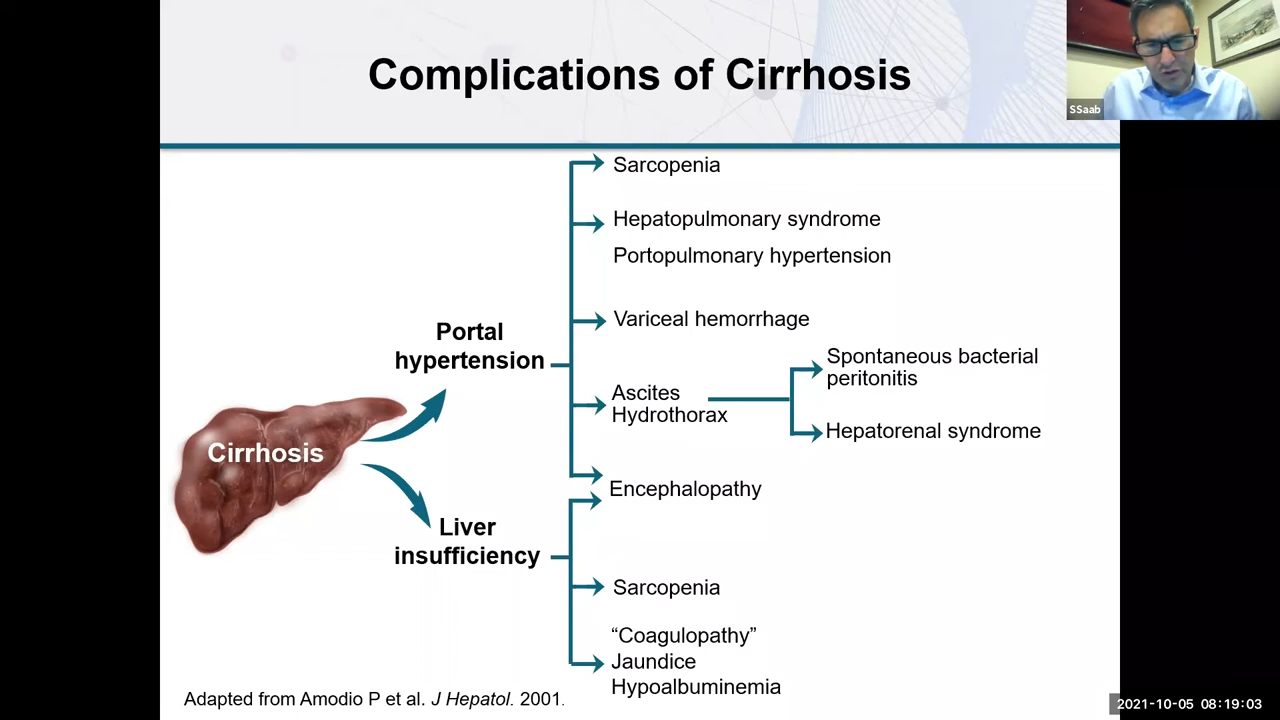 Complications of Cirrhosis
SSaab
Sarcopenia
Hepatopulmonary syndrome
Portopulmonary hypertension
Variceal hemorrhage
Portal
hypertension
Spontaneous bacterial
peritonitis
Ascites
Hydrothorax
Hepatorenal syndrome
Cirrhosis
Encephalopathy
Liver
insufficiency
Sarcopenia
“Coagulopathy”
Jaundice
Hypoalbuminemia
Adapted from Amodio P et al. J Hepatol. 2001.
2021-10-05 08:19:03